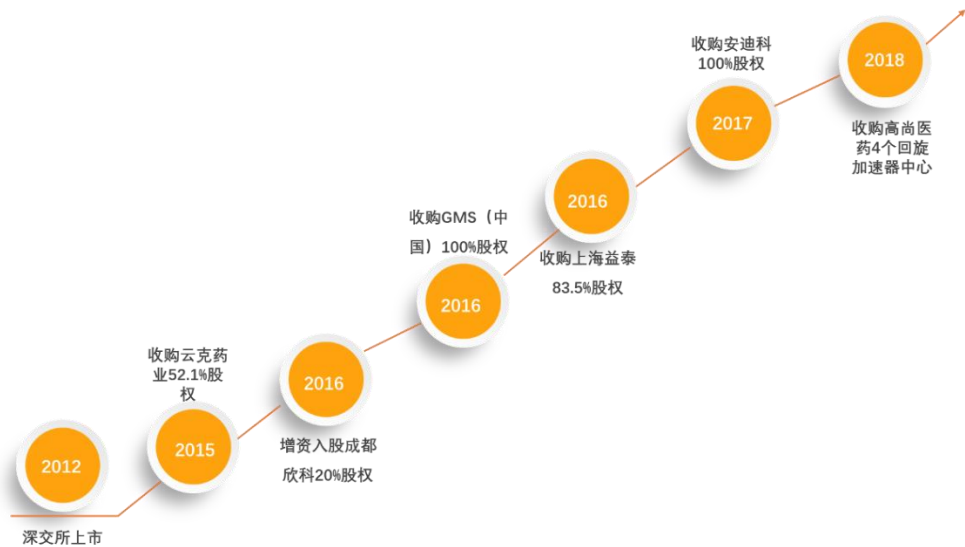 2012
深交所上市
收购云克药
业52.1%股
权
2015
2016
增资入股成都
欣科20%股权
收购GMS（中
国）100%股权
2016
2016
收购上海益泰
83.5%股权
收购安迪科
100%股权
2017
2018
收购高尚医
药4个回旋
加速器中心